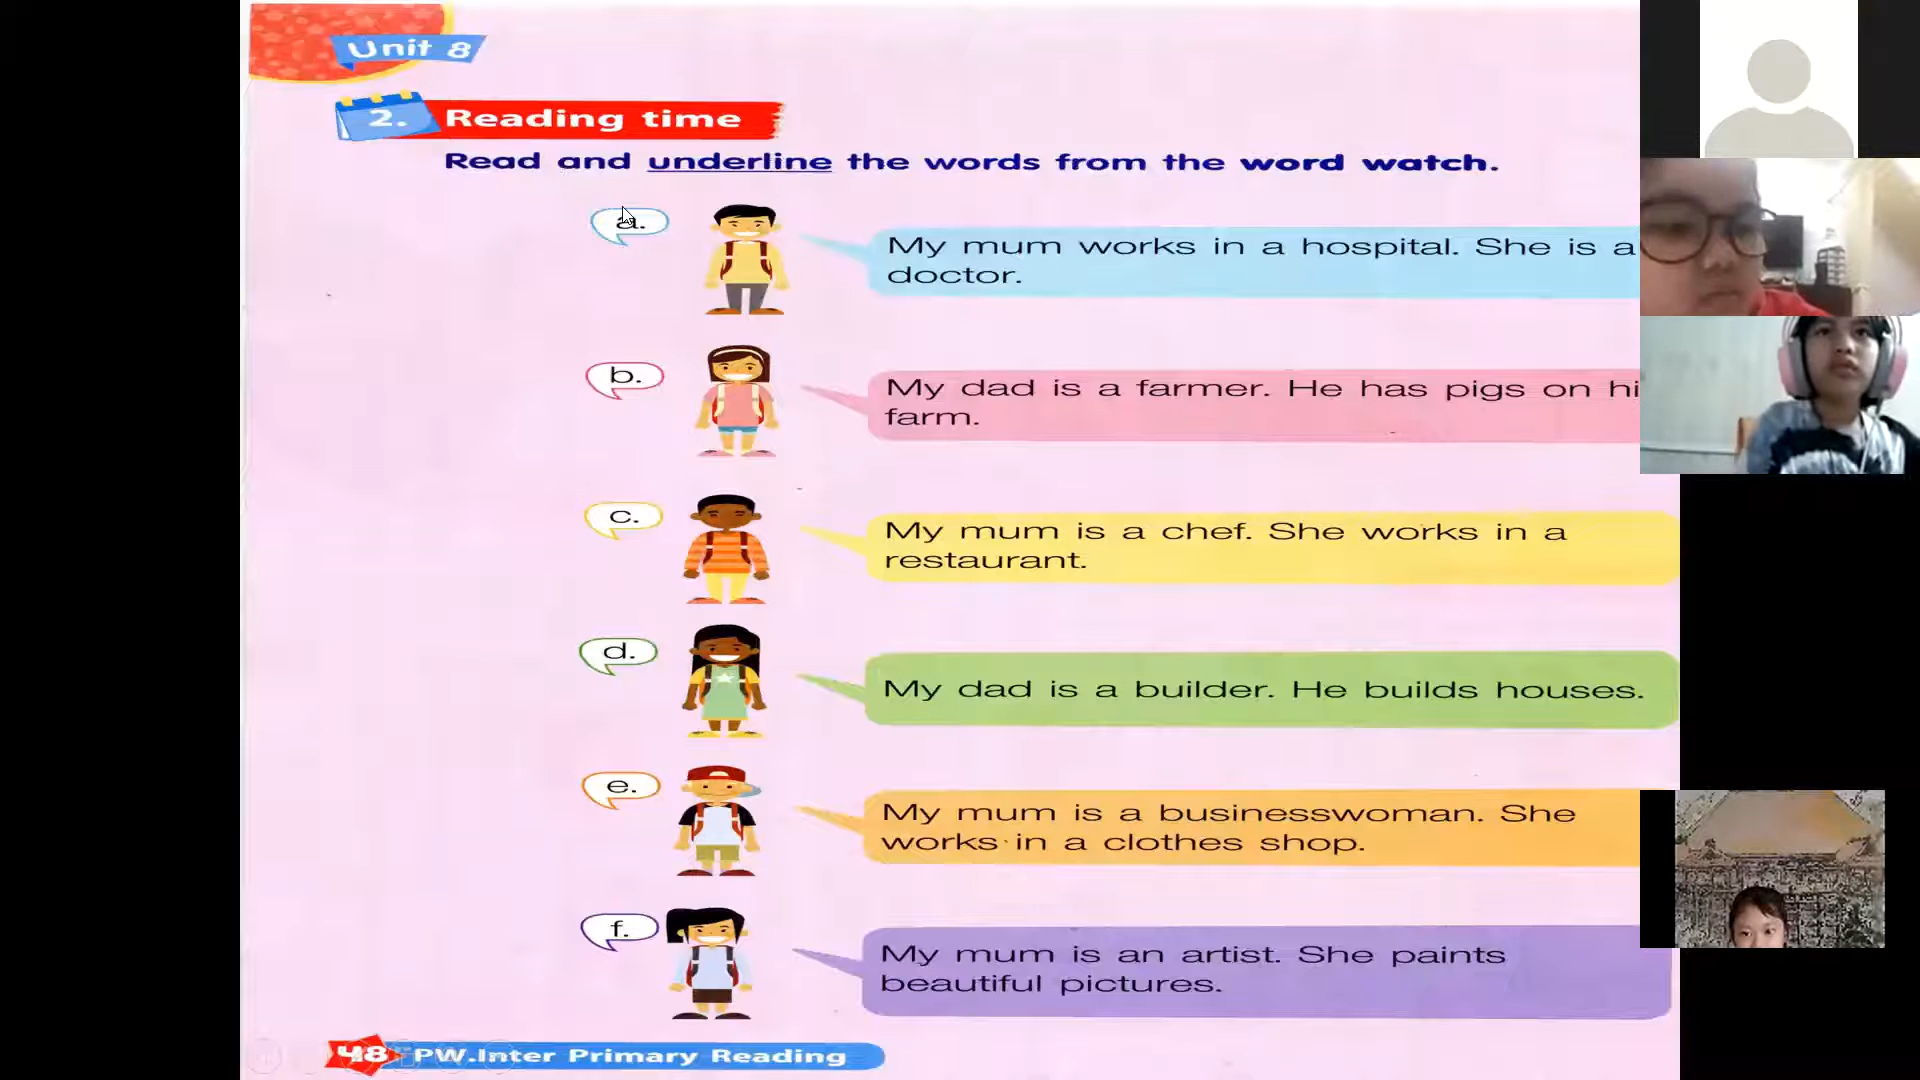 Unit 8
2. Reading time
Read and underline the words from the word watch.
a.
My mum works in a hospital. She is a
doctor.
b.
My dad is a farmer. He has pigs on hi
farm.
c.
My mum is a chef. She works in a
restaurant.
d.
My dad is a builder. He builds houses.
e.
My mum is a businesswoman. She
works in a clothes shop.
f.
My mum is an artist. She paints
beautiful pictures.
48 PW.Inter Primary Reading